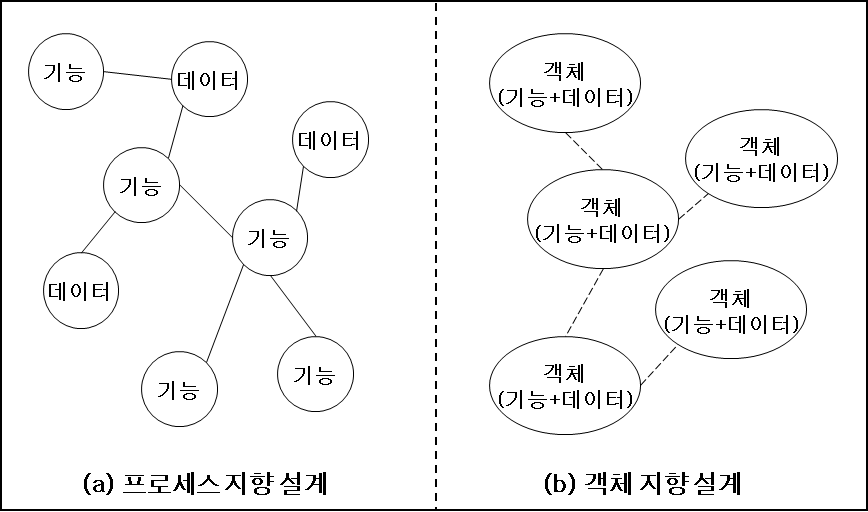 기능
데이터
데이터
기능
기능
데이터
기능
기능
(a) 프로세스 지향 설계
객체
(기능+데이터)
객체
(기능+데이터)
객체
(기능+데이터)
객체
(기능+데이터)
객체
(기능+데이터)
(b) 객체 지향 설계